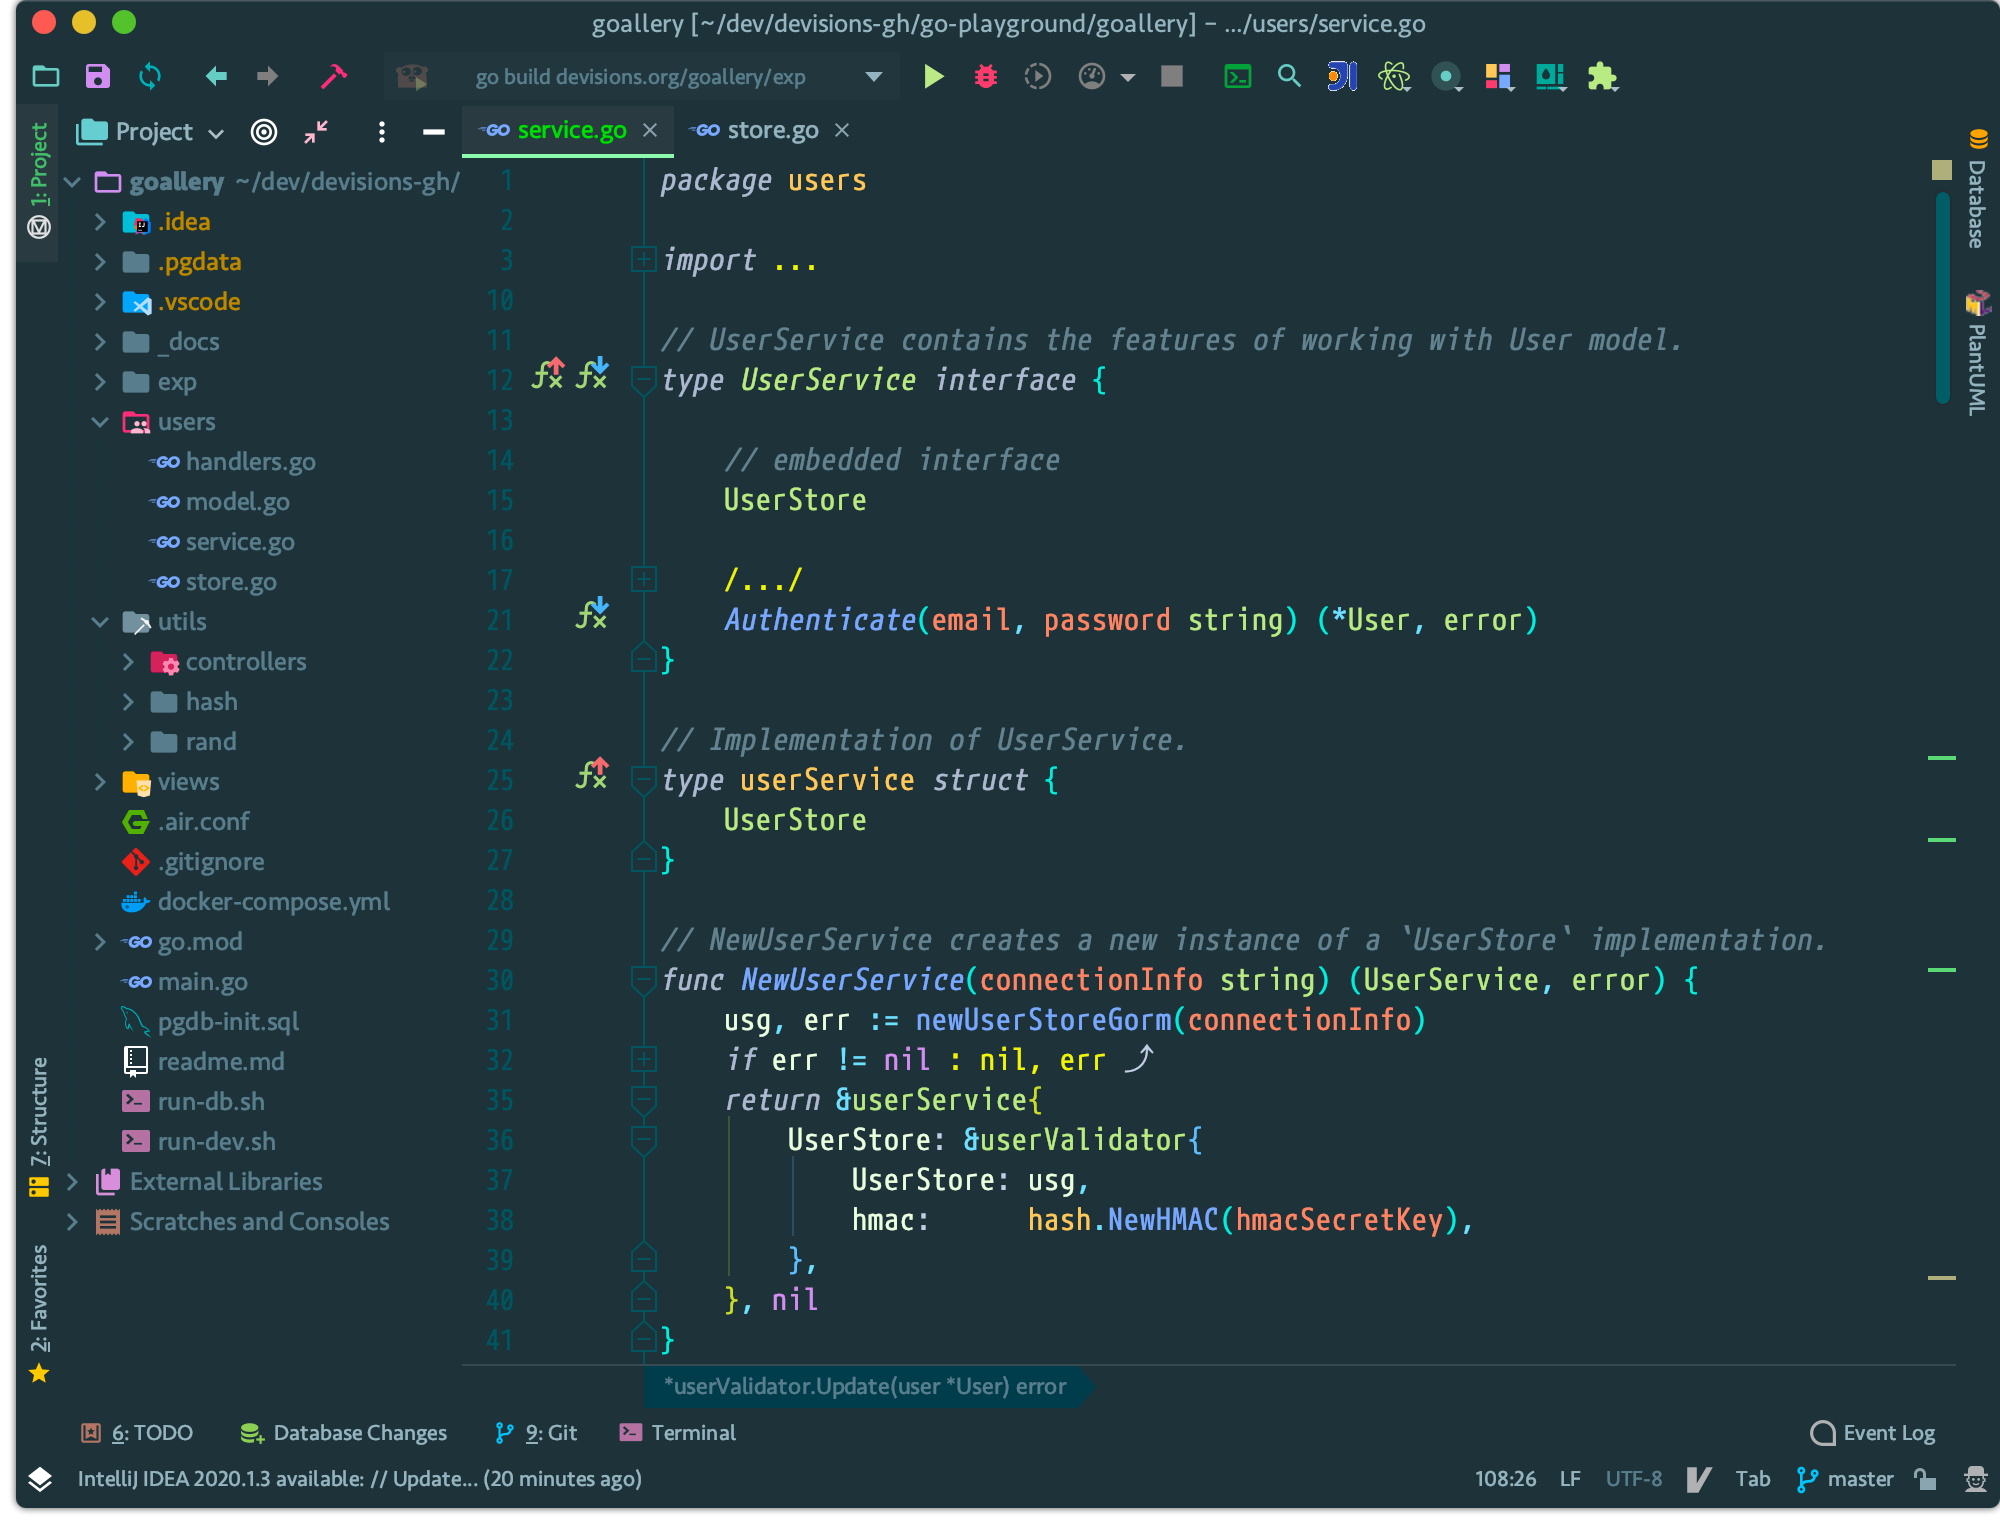 goallery [~/dev/devisions-gh/go-playground/goallery] – .../users/service.go
go build devisions.org/goallery/exp
1: Project
Project
service.go
store.go
goallery ~/dev/devisions-gh/
.idea
.pgdata
.vscode
_docs
exp
users
handlers.go
model.go
service.go
store.go
utils
controllers
hash
rand
views
.air.conf
.gitignore
docker-compose.yml
go.mod
main.go
pgdb-init.sql
readme.md
run-db.sh
run-dev.sh
External Libraries
Scratches and Consoles
7: Structure
2: Favorites
1 package users
2
3 import ...
10
11 // UserService contains the features of working with User model.
12 type UserService interface {
13
14 // embedded interface
15 UserStore
16
17 /.../
21 Authenticate(email, password string) (*User, error)
22 }
23
24 // Implementation of UserService.
25 type userService struct {
26 UserStore
27 }
28
29 // NewUserService creates a new instance of a `UserStore` implementation.
30 func NewUserService(connectionInfo string) (UserService, error) {
31 usg, err := newUserStoreGorm(connectionInfo)
32 if err != nil : nil, err
35 return &userService{
36 UserStore: &userValidator{
37 UserStore: usg,
38 hmac: hash.NewHMAC(hmacSecretKey),
39 },
40 }, nil
41 }
*userValidator.Update(user *User) error
Database
PlantUML
6: TODO
Database Changes
9: Git
Terminal
Event Log
IntelliJ IDEA 2020.1.3 available: // Update... (20 minutes ago)
108:26 LF UTF-8 Tab master